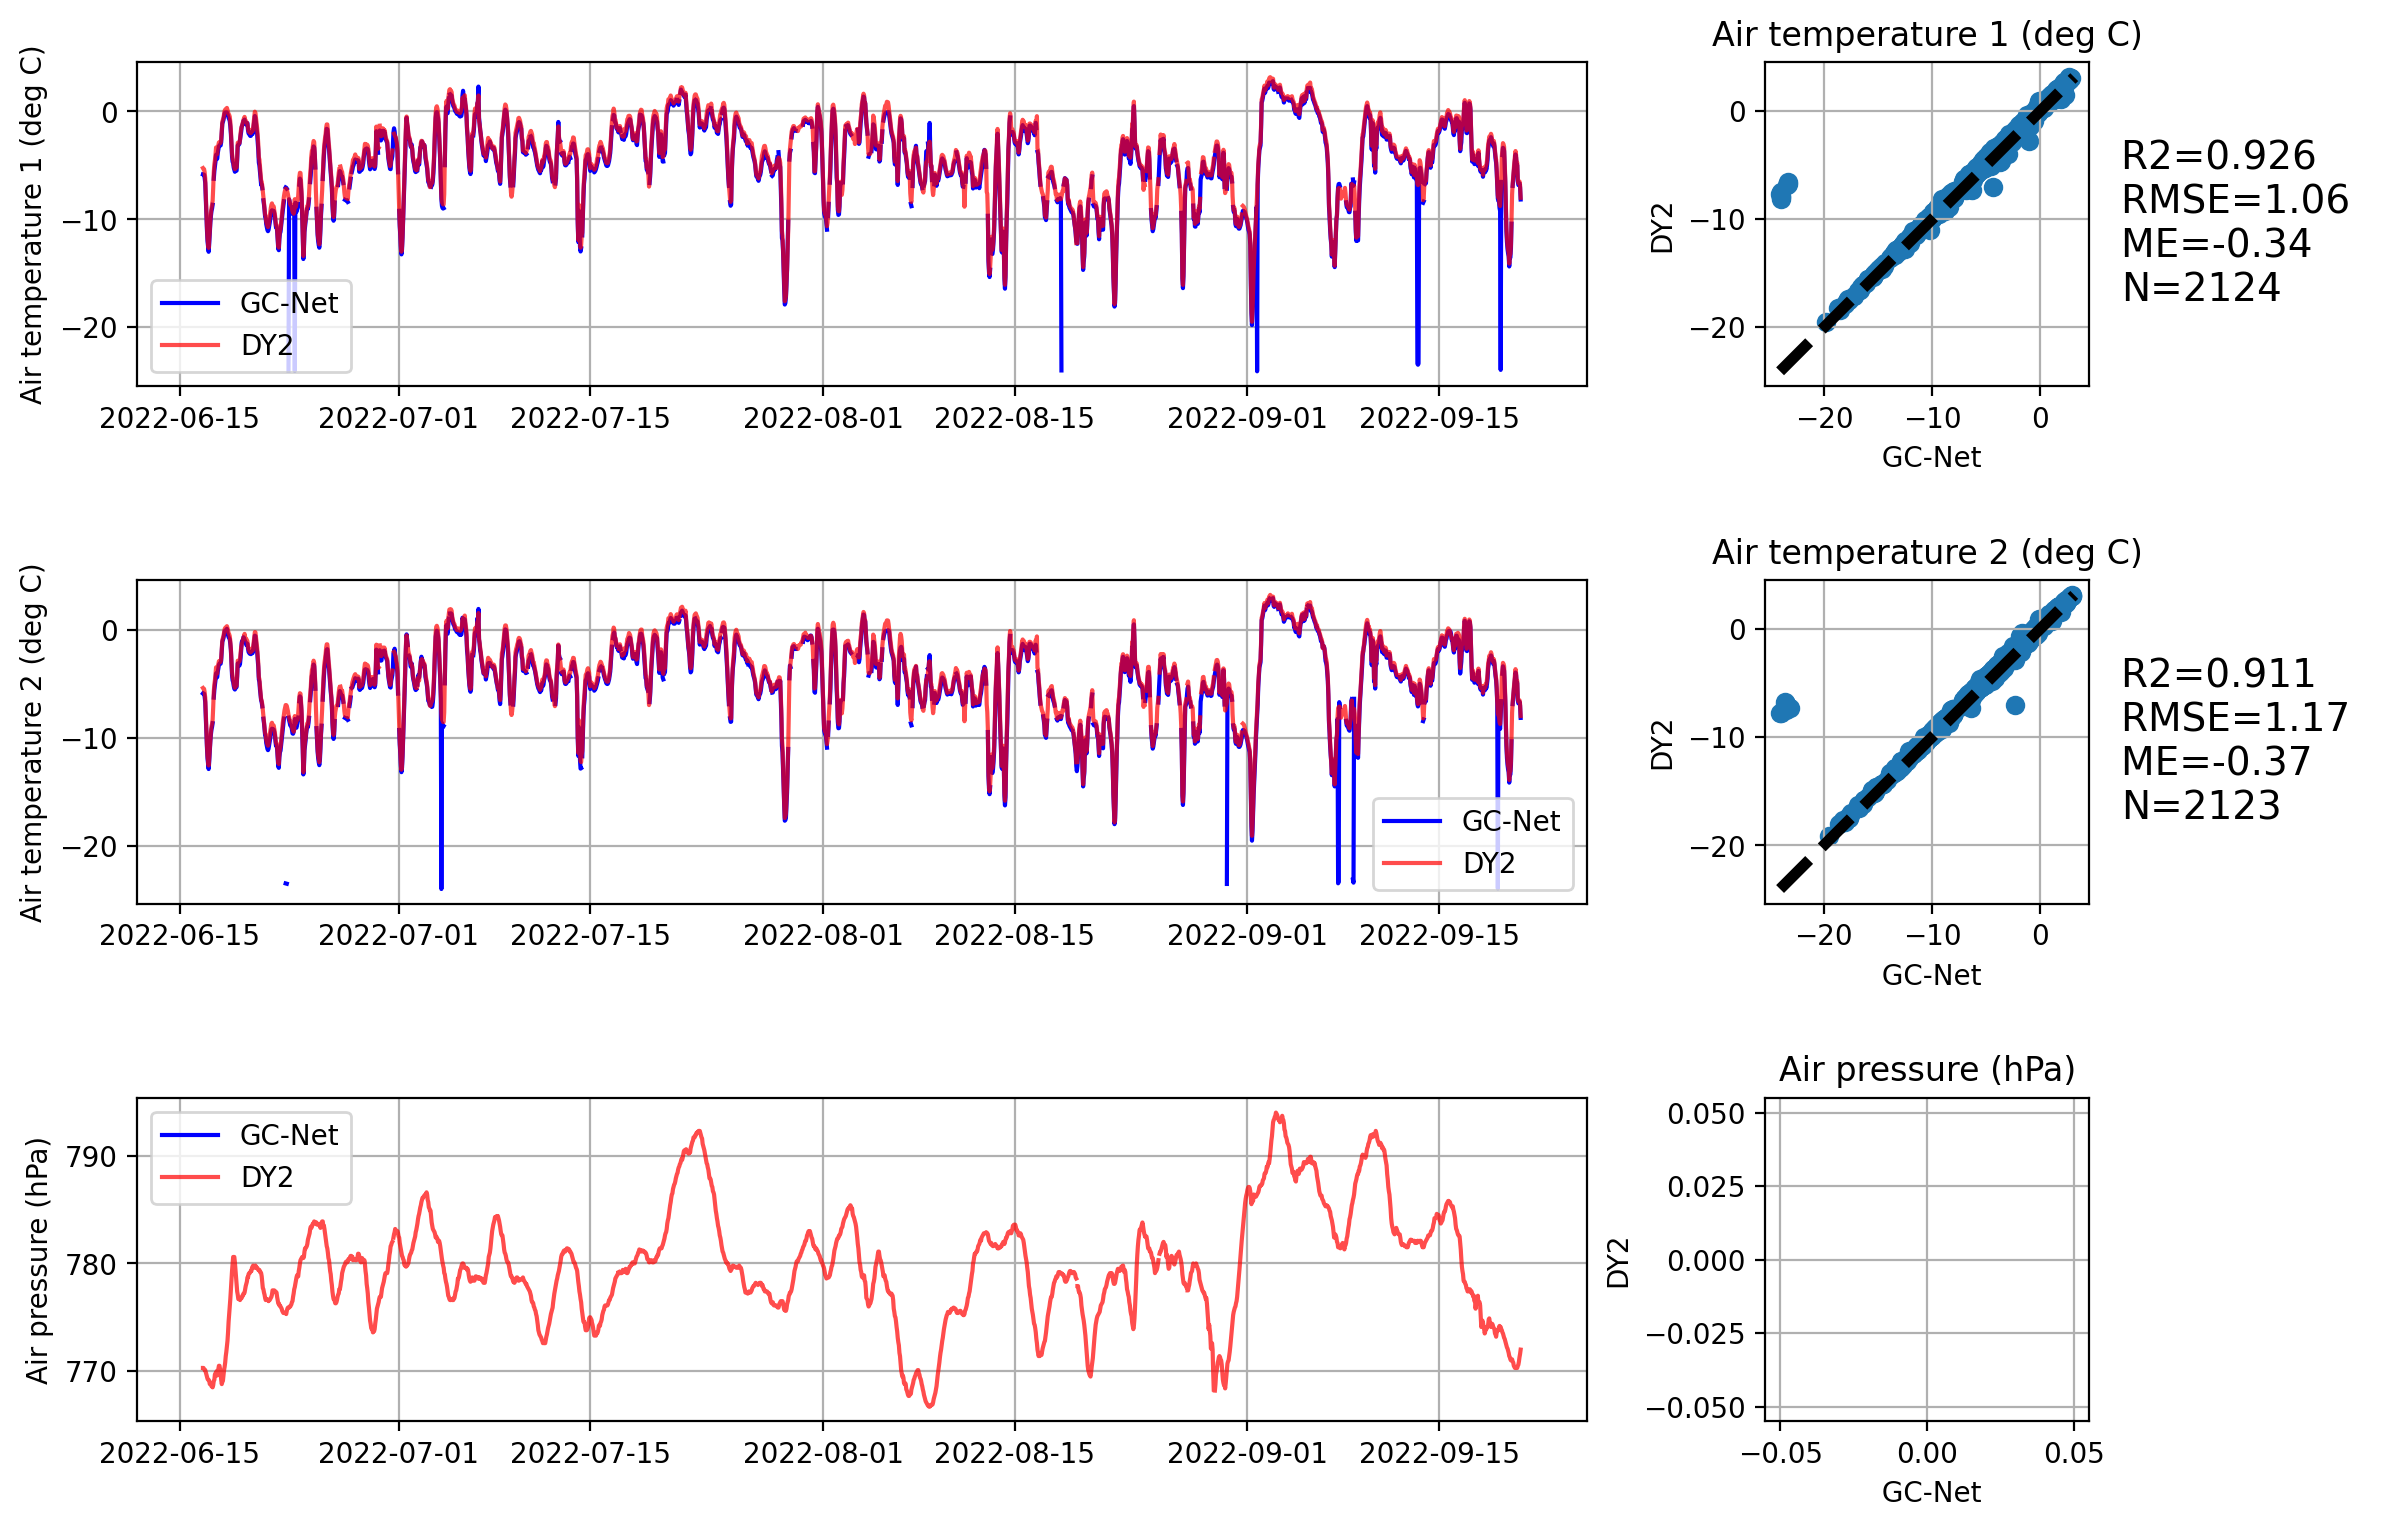 Air temperature 1 (deg C)
0
−10
−20
GC-Net
DY2
2022-06-15 2022-07-01 2022-07-15 2022-08-01 2022-08-15 2022-09-01 2022-09-15
Air temperature 1 (deg C)
DY2
0
−10
−20
−20 −10 0
GC-Net
R2=0.926
RMSE=1.06
ME=-0.34
N=2124
Air temperature 2 (deg C)
0
−10
−20
GC-Net
DY2
2022-06-15 2022-07-01 2022-07-15 2022-08-01 2022-08-15 2022-09-01 2022-09-15
Air temperature 2 (deg C)
DY2
0
−10
−20
−20 −10 0
GC-Net
R2=0.911
RMSE=1.17
ME=-0.37
N=2123
Air pressure (hPa)
790
780
770
GC-Net
DY2
2022-06-15 2022-07-01 2022-07-15 2022-08-01 2022-08-15 2022-09-01 2022-09-15
Air pressure (hPa)
DY2
0.050
0.025
0.000
−0.025
−0.050
−0.05 0.00 0.05
GC-Net